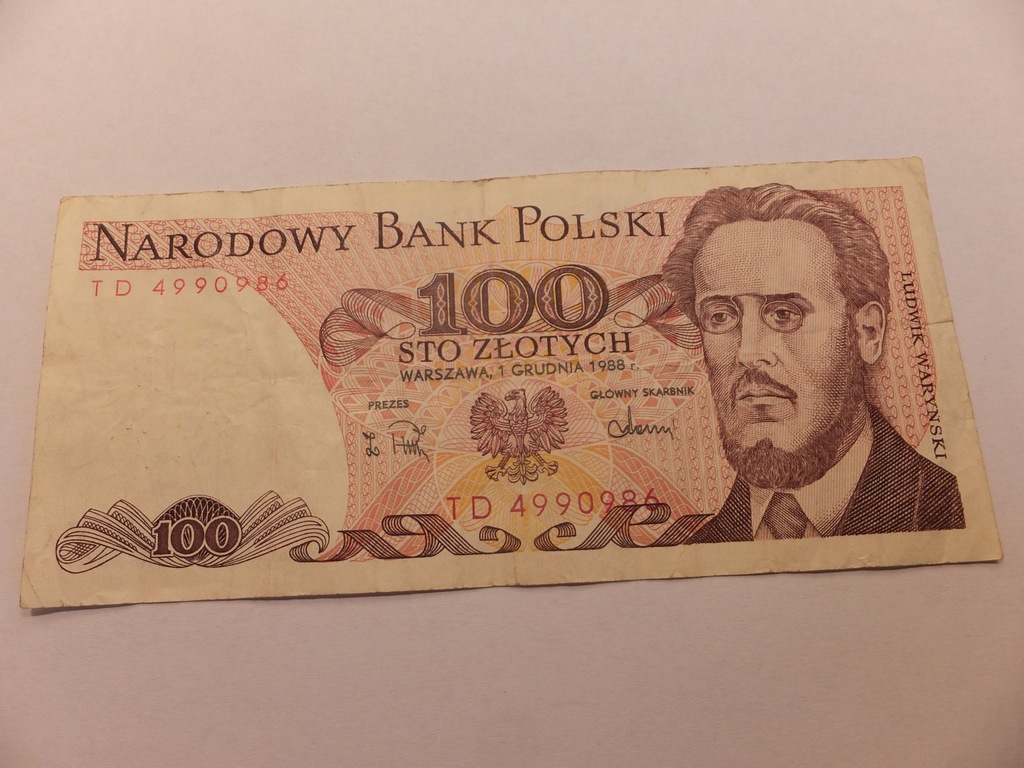 NARODOWY BANK POLSKI
TD 4990986
100
STO ZŁOTYCH
WARSZAWA, 1 GRUDNIA 1988 r.
PREZES
GŁÓWNY SKARBNIK
TD 4990986
100
LUDWIK WARYŃSKI